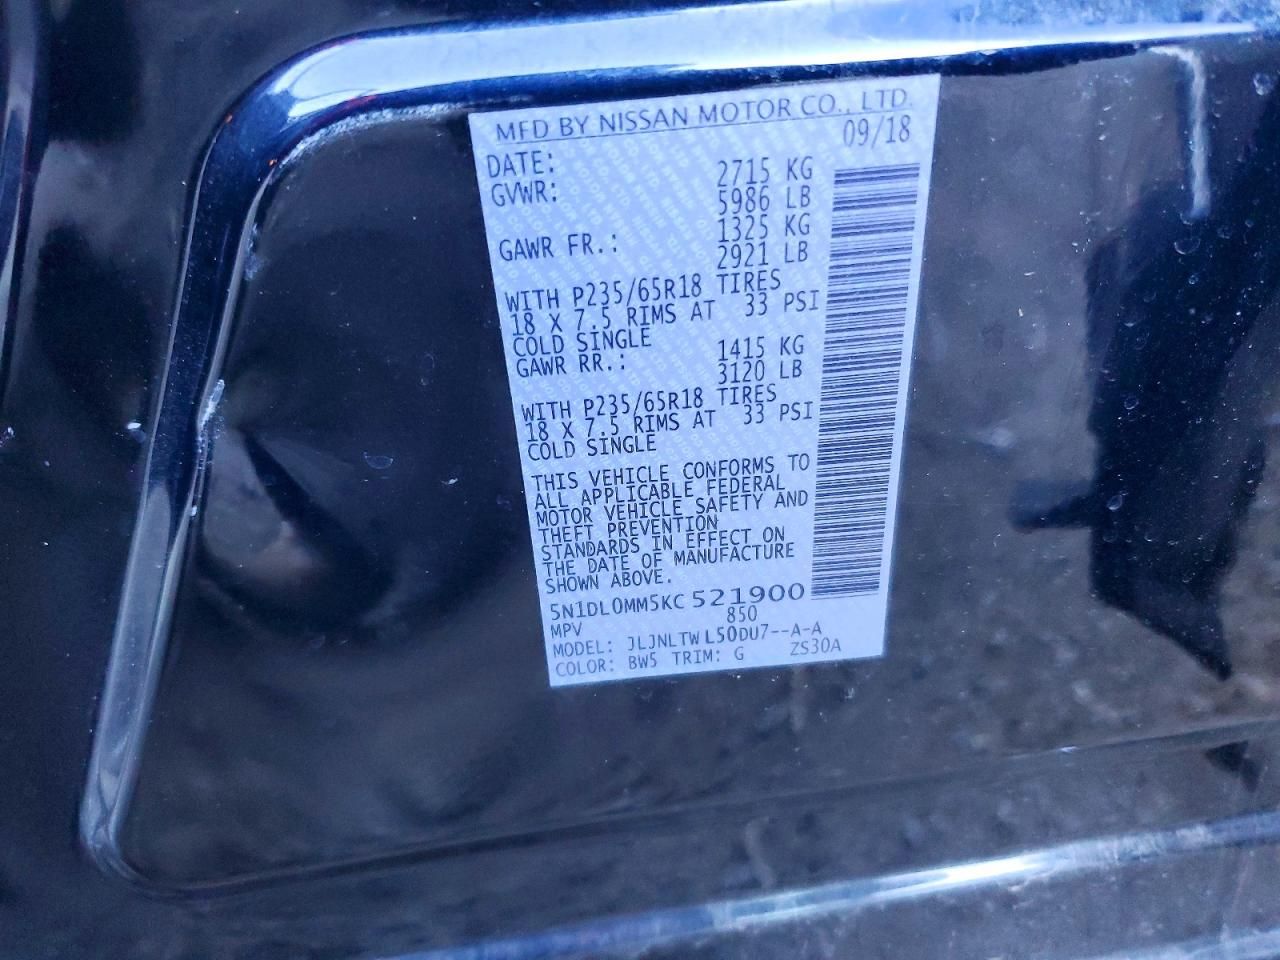 MFD BY NISSAN MOTOR CO., LTD.
DATE: 09/18
GVWR: 2715 KG
5986 LB
GAWR FR.: 1325 KG
2921 LB
WITH P235/65R18 TIRES
18 X 7.5 RIMS AT 33 PSI
COLD SINGLE
GAWR RR.: 1415 KG
3120 LB
WITH P235/65R18 TIRES
18 X 7.5 RIMS AT 33 PSI
COLD SINGLE
THIS VEHICLE CONFORMS TO
ALL APPLICABLE FEDERAL
MOTOR VEHICLE SAFETY AND
THEFT PREVENTION
STANDARDS IN EFFECT ON
THE DATE OF MANUFACTURE
SHOWN ABOVE.
5N1DL0MM5KC 521900
MPV 850
MODEL: JLJNLTW L50DU7--A-A
COLOR: BW5 TRIM: G ZS30A